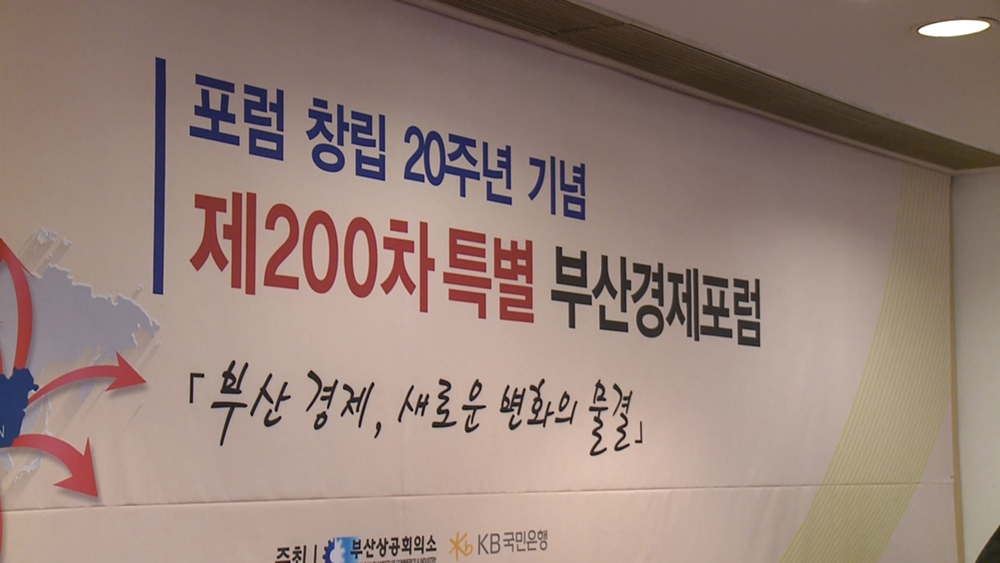 포럼 창립 20주년 기념
제200차 특별 부산경제포럼
「부산 경제, 새로운 변화의 물결」
주최 | 부산상공회의소 KB국민은행